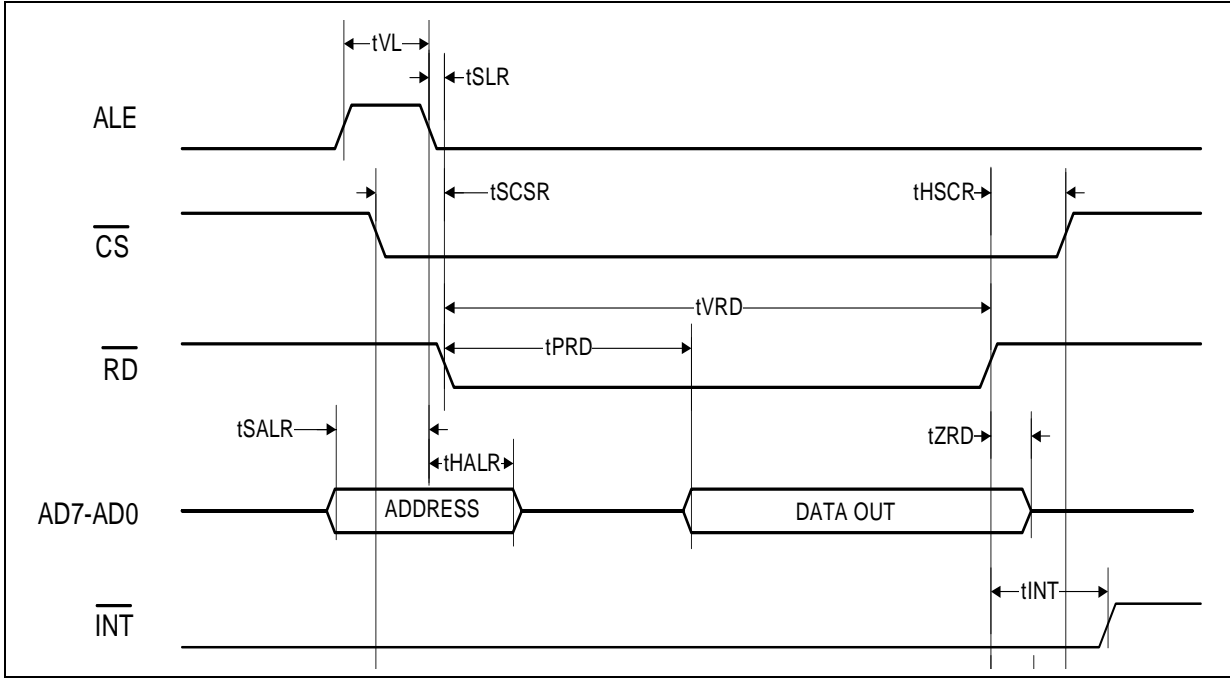 tVL
tSLR
ALE
tSCSR
tHSCR
CS
tVRD
tPRD
RD
tSALR
tZRD
tHALR
AD7-AD0
ADDRESS
DATA OUT
tINT
INT